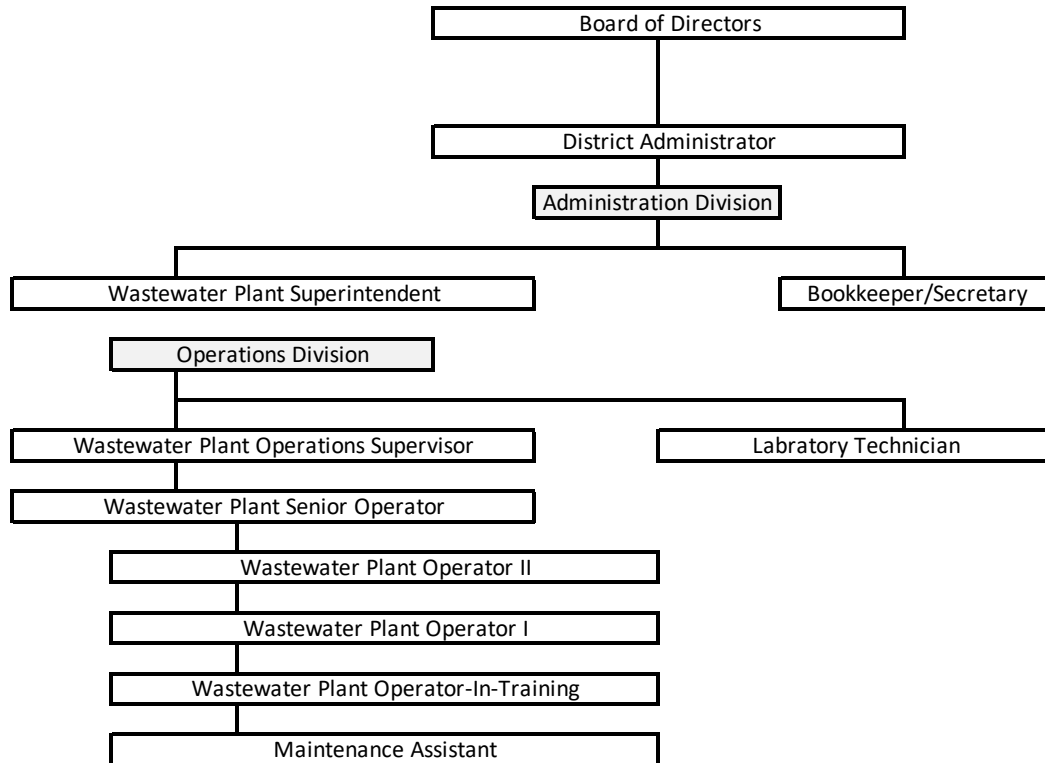 Board of Directors
District Administrator
Administration Division
Wastewater Plant Superintendent
Bookkeeper/Secretary
Operations Division
Wastewater Plant Operations Supervisor
Labratory Technician
Wastewater Plant Senior Operator
Wastewater Plant Operator II
Wastewater Plant Operator I
Wastewater Plant Operator-In-Training
Maintenance Assistant